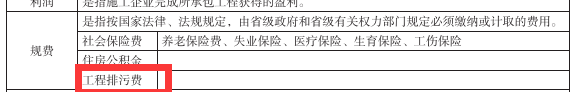 利润 是指施工企业完成所承包工程获得的盈利。
是指按国家法律、法规规定，由省级政府和省级有关权力部门规定必须缴纳或计取的费用。
规费 社会保险费 养老保险费、失业保险、医疗保险、生育保险、工伤保险
住房公积金
工程排污费